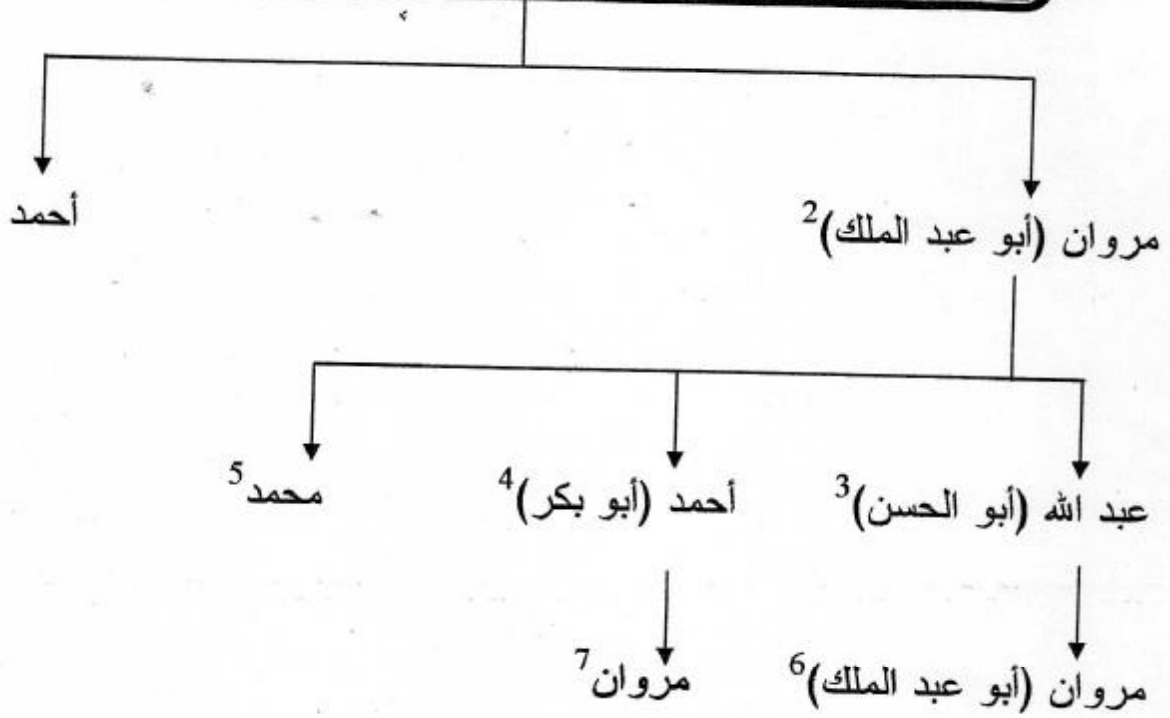 مروان (أبو عبد الملك)2 أحمد
عبد الله (أبو الحسن)3 أحمد (أبو بكر)4 محمد5
مروان (أبو عبد الملك)6 مروان7